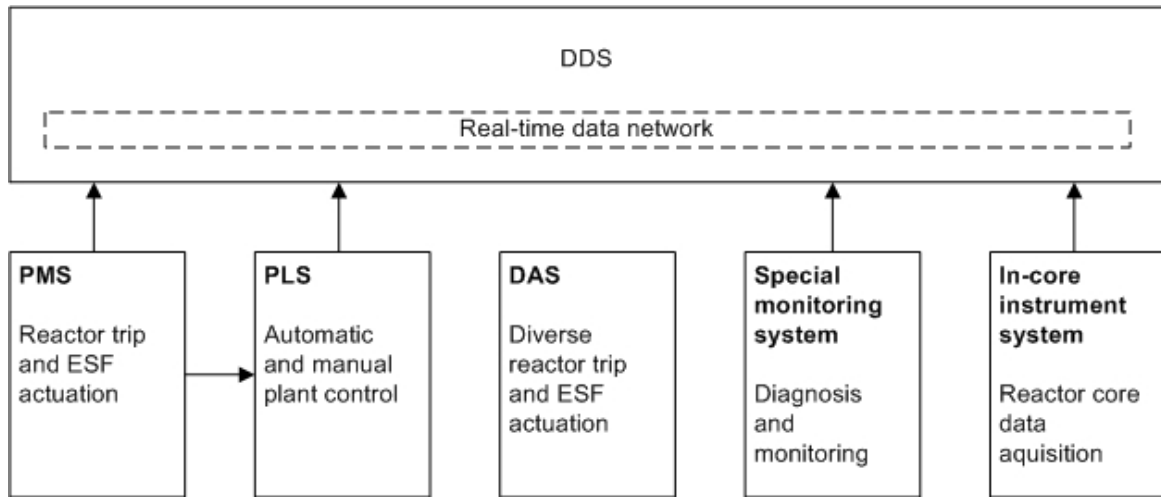 DDS
Real-time data network
PMS
Reactor trip
and ESF
actuation
PLS
Automatic
and manual
plant control
DAS
Diverse
reactor trip
and ESF
actuation
Special
monitoring
system
Diagnosis
and
monitoring
In-core
instrument
system
Reactor core
data
aquisition